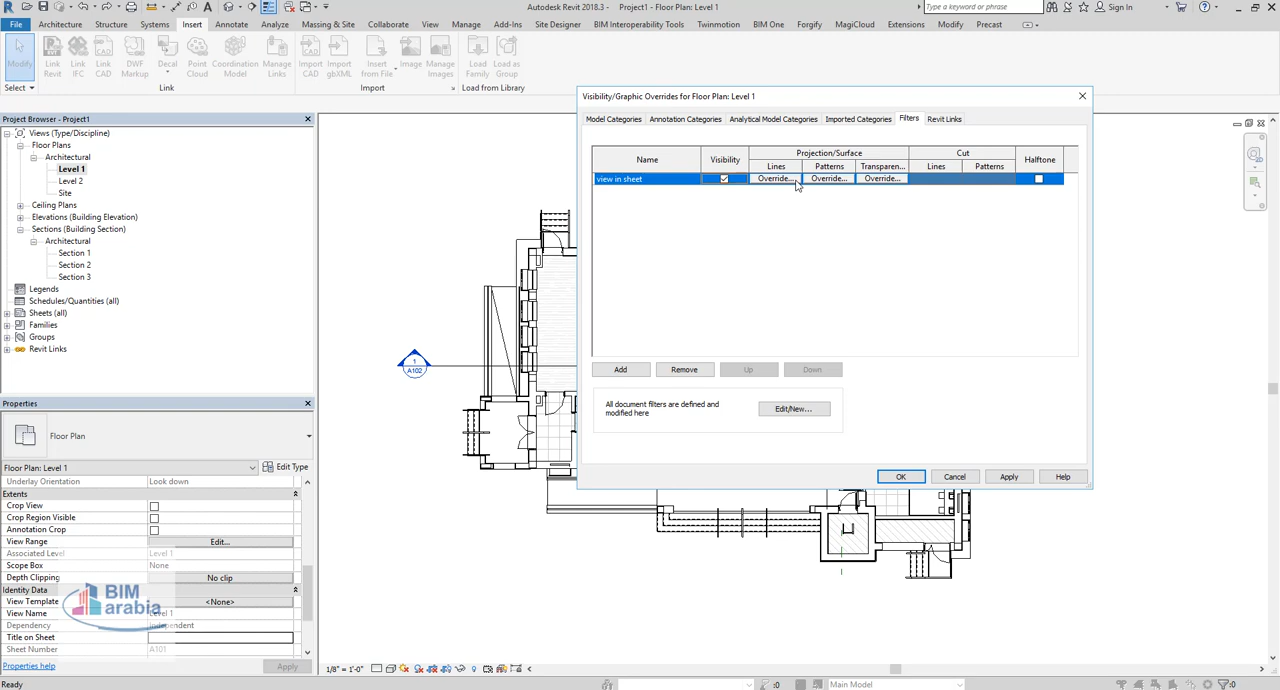 Autodesk Revit 2018.3 - Project1 - Floor Plan: Level 1
Type a keyword or phrase
Sign In
File Architecture Structure Systems Insert Annotate Analyze Massing & Site Collaborate View Manage Add-Ins Site Designer BIM Interoperability Tools Twinmotion BIM One Forgify MagiCloud Extensions Modify Precast
Modify
Link Revit
Link IFC
Link CAD
DWF Markup
Decal
Point Cloud
Coordination Model
Manage Links
Import CAD
Import gbXML
Insert from File
Image
Manage Images
Load Family
Load as Group
Select
Link
Import
Load from Library
Project Browser - Project1
Views (Type/Discipline)
Floor Plans
Architectural
Level 1
Level 2
Site
Ceiling Plans
Elevations (Building Elevation)
Sections (Building Section)
Architectural
Section 1
Section 2
Section 3
Legends
Schedules/Quantities (all)
Sheets (all)
Families
Groups
Revit Links
Properties
Floor Plan
Floor Plan: Level 1
Edit Type
Underlay Orientation Look down
Extents
Crop View
Crop Region Visible
Annotation Crop
View Range Edit...
Associated Level Level 1
Scope Box None
Depth Clipping No clip
Identity Data
View Template <None>
View Name Level 1
Dependency Independent
Title on Sheet
Sheet Number A101
BIM
arabia
Properties help
Apply
Ready
1
A102
Visibility/Graphic Overrides for Floor Plan: Level 1
Model Categories Annotation Categories Analytical Model Categories Imported Categories Filters Revit Links
Name Visibility Projection/Surface Cut Halftone
Lines Patterns Transparen... Lines Patterns
view in sheet Override... Override... Override...
Add Remove Up Down
All document filters are defined and
modified here
Edit/New...
OK Cancel Apply Help
1/8" = 1'-0"
:0
Main Model
:0